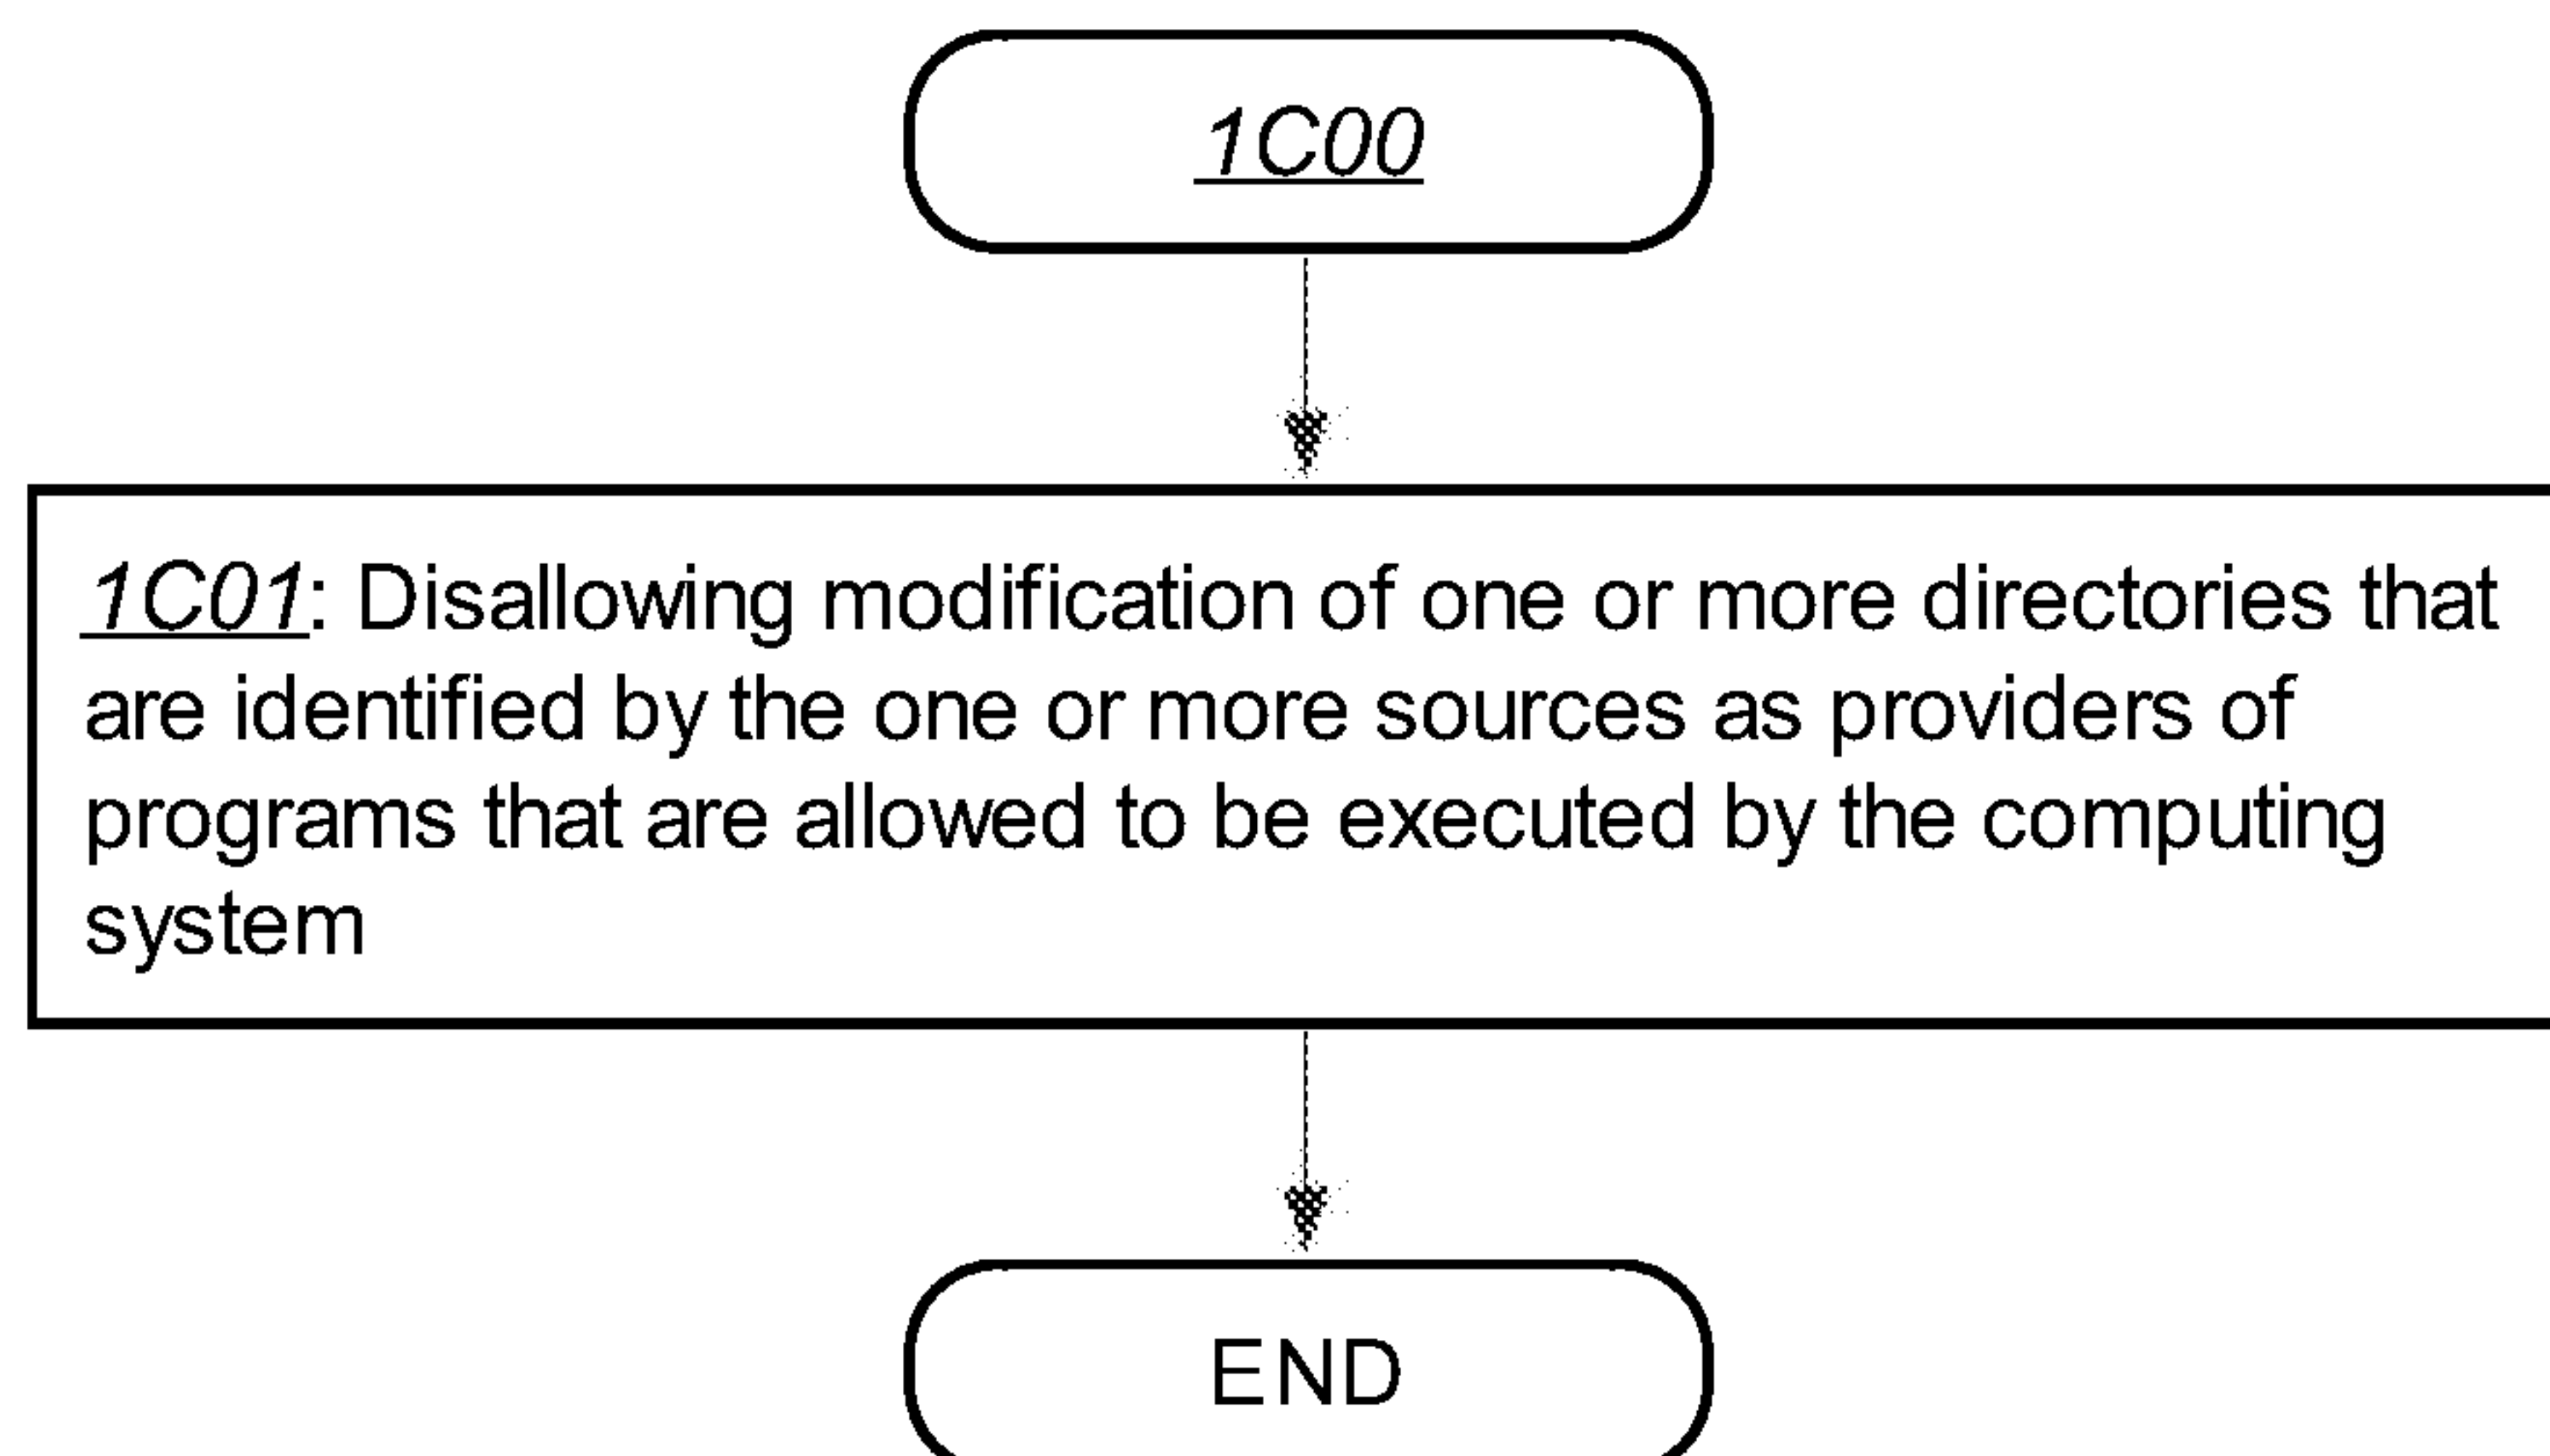 1C00
1C01: Disallowing modification of one or more directories that
are identified by the one or more sources as providers of
programs that are allowed to be executed by the computing
system
END